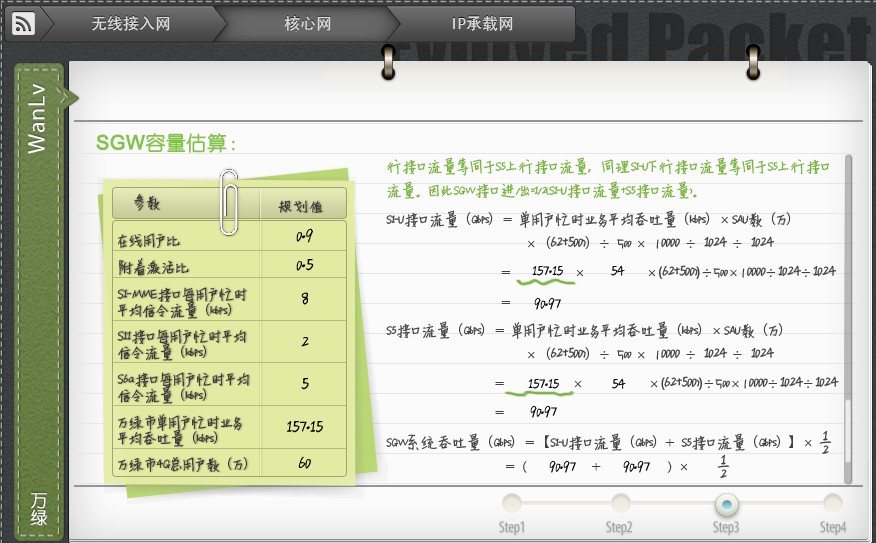 Evolved Packet
无线接入网
核心网
IP承载网
WanLv
万绿
SGW容量估算：
参数 规划值
在线用户比 0.9
附着激活比 0.5
S1-MME接口每用户忙时
平均信令流量（kbps） 8
S11接口每用户忙时平均
信令流量（kbps） 2
S6a接口每用户忙时平均
信令流量（kbps） 5
万绿市单用户忙时业务
平均吞吐量（kbps） 157.15
万绿市4G总用户数（万） 60
行接口流量等同于S5上行接口流量，同理S1-U下行接口流量等同于S5上行接口
流量。因此SGW接口进/出=1/2(S1-U接口流量+S5接口流量)。
S1-U接口流量（Gbps）＝ 单用户忙时业务平均吞吐量（kbps）× SAU数（万）
×（62+500）÷ 500 × 10000 ÷ 1024 ÷ 1024
＝ 157.15 × 54 ×(62+500)÷500×10000÷1024÷1024
＝ 90.97
S5接口流量（Gbps）＝ 单用户忙时业务平均吞吐量（kbps）× SAU数（万）
×（62+500）÷ 500 × 10000 ÷ 1024 ÷ 1024
＝ 157.15 × 54 ×(62+500)÷500×10000÷1024÷1024
＝ 90.97
SGW系统吞吐量（Gbps）＝【S1-U接口流量（Gbps）+ S5接口流量（Gbps）】× 1/2
＝（ 90.97 + 90.97 ）× 1/2
Step1 Step2 Step3 Step4